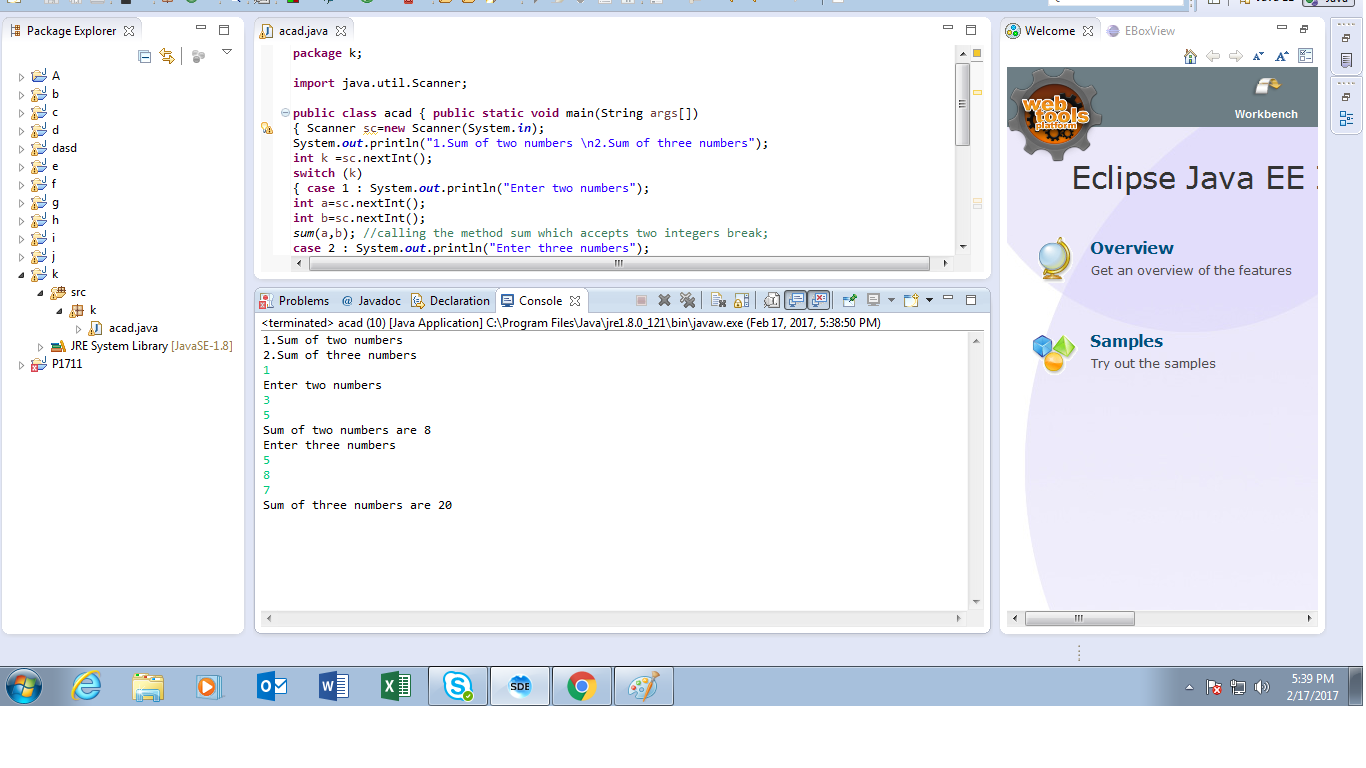 Package Explorer
A
b
c
d
dasd
e
f
g
h
i
j
k
src
k
acad.java
JRE System Library [JavaSE-1.8]
P1711
acad.java
package k;
import java.util.Scanner;
public class acad { public static void main(String args[])
{ Scanner sc=new Scanner(System.in);
System.out.println("1.Sum of two numbers \n2.Sum of three numbers");
int k =sc.nextInt();
switch (k)
{ case 1 : System.out.println("Enter two numbers");
int a=sc.nextInt();
int b=sc.nextInt();
sum(a,b); //calling the method sum which accepts two integers break;
case 2 : System.out.println("Enter three numbers");
Problems @ Javadoc Declaration Console
<terminated> acad (10) [Java Application] C:\Program Files\Java\jre1.8.0_121\bin\javaw.exe (Feb 17, 2017, 5:38:50 PM)
1.Sum of two numbers
2.Sum of three numbers
1
Enter two numbers
3
5
Sum of two numbers are 8
Enter three numbers
5
8
7
Sum of three numbers are 20
Welcome EBoxView
web tools platform
Workbench
Eclipse Java EE
Overview
Get an overview of the features
Samples
Try out the samples
SDE
5:39 PM
2/17/2017